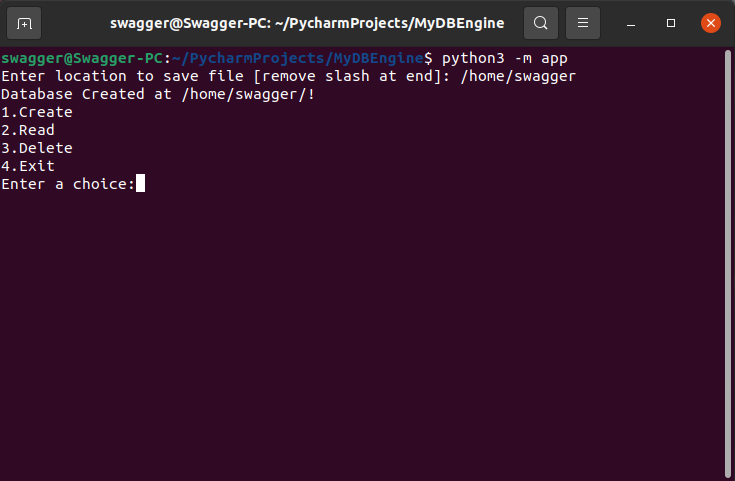 swagger@Swagger-PC: ~/PycharmProjects/MyDBEngine
swagger@Swagger-PC:~/PycharmProjects/MyDBEngine$ python3 -m app
Enter location to save file [remove slash at end]: /home/swagger
Database Created at /home/swagger/!
1.Create
2.Read
3.Delete
4.Exit
Enter a choice: